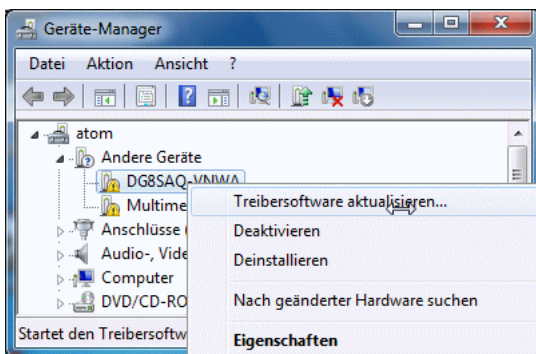 Geräte-Manager
Datei Aktion Ansicht ?
atom
Andere Geräte
DG8SAQ-VNWA
Multime
Treibersoftware aktualisieren...
Anschlüsse
Deaktivieren
Audio-, Vide
Deinstallieren
Computer
DVD/CD-RO
Nach geänderter Hardware suchen
Startet den Treibersoftw
Eigenschaften